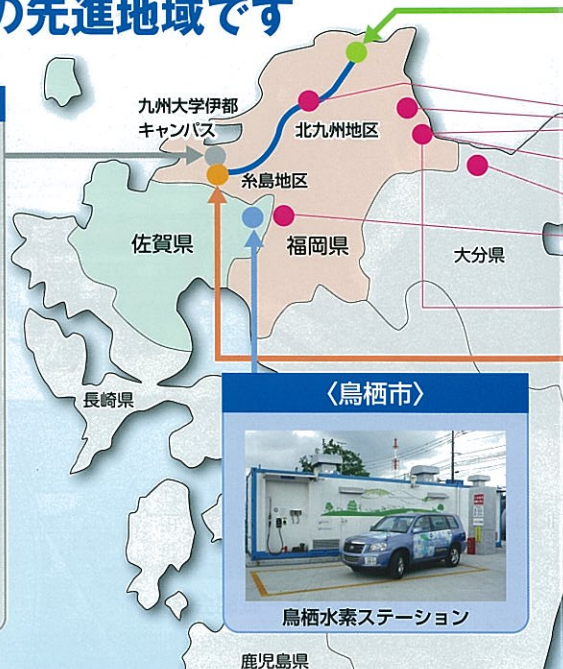 の先進地域です
九州大学伊都
キャンパス
北九州地区
糸島地区
佐賀県
福岡県
大分県
長崎県
〈鳥栖市〉
鳥栖水素ステーション
鹿児島県